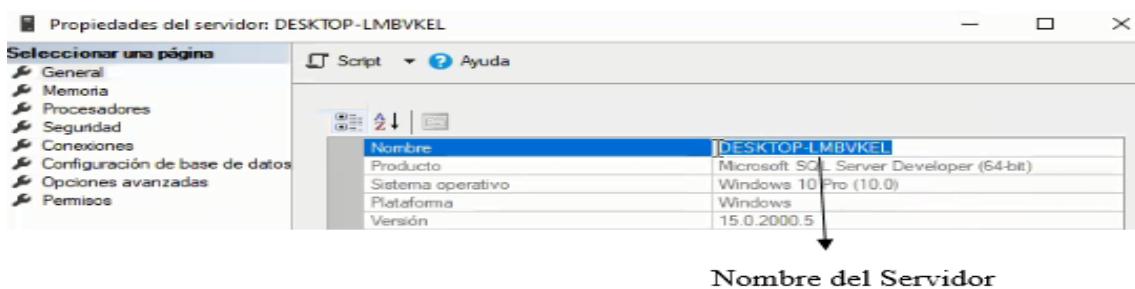 Propiedades del servidor: DESKTOP-LMBVKEL
Seleccionar una página
General
Memoria
Procesadores
Seguridad
Conexiones
Configuración de base de datos
Opciones avanzadas
Permisos
Script
Ayuda
Nombre DESKTOP-LMBVKEL
Producto Microsoft SQL Server Developer (64-bit)
Sistema operativo Windows 10 Pro (10.0)
Plataforma Windows
Versión 15.0.2000.5
Nombre del Servidor